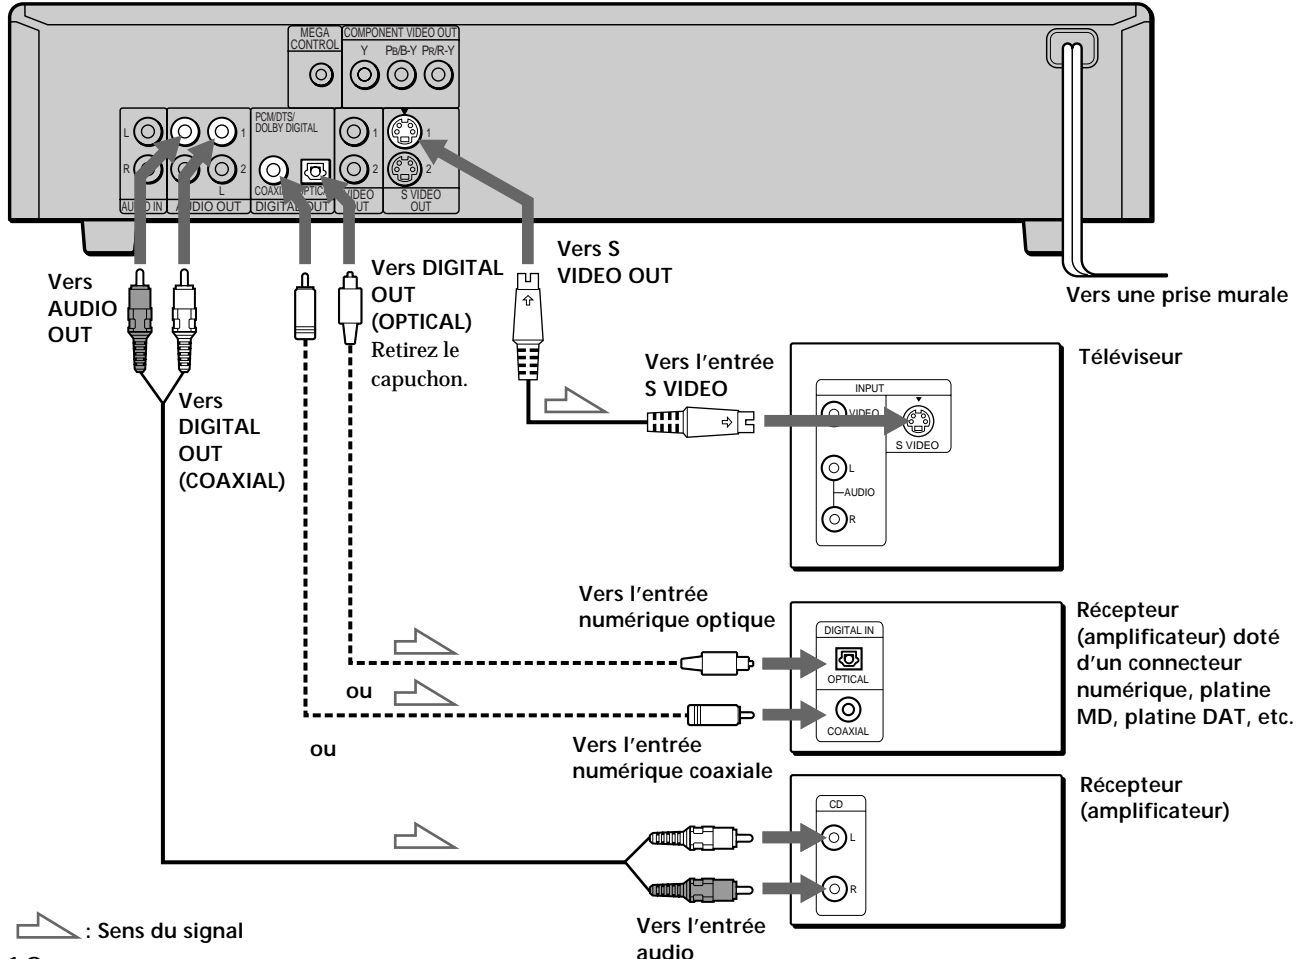 MEGA
CONTROL
COMPONENT VIDEO OUT
Y PB/B-Y PR/R-Y
PCM/DTS/
DOLBY DIGITAL
L
1
1
1
R
2
2
2
L
COAXIAL OPTICAL
AUDIO IN
AUDIO OUT
DIGITAL OUT
VIDEO
OUT
S VIDEO
OUT
Vers
AUDIO
OUT
Vers
DIGITAL
OUT
(COAXIAL)
Vers DIGITAL
OUT
(OPTICAL)
Retirez le
capuchon.
Vers S
VIDEO OUT
Vers une prise murale
Vers l'entrée
S VIDEO
Téléviseur
INPUT
VIDEO
S VIDEO
L
AUDIO
R
Vers l'entrée
numérique optique
ou
ou
Vers l'entrée
numérique coaxiale
DIGITAL IN
OPTICAL
COAXIAL
Récepteur
(amplificateur) doté
d'un connecteur
numérique, platine
MD, platine DAT, etc.
CD
L
R
Récepteur
(amplificateur)
Vers l'entrée
audio
: Sens du signal